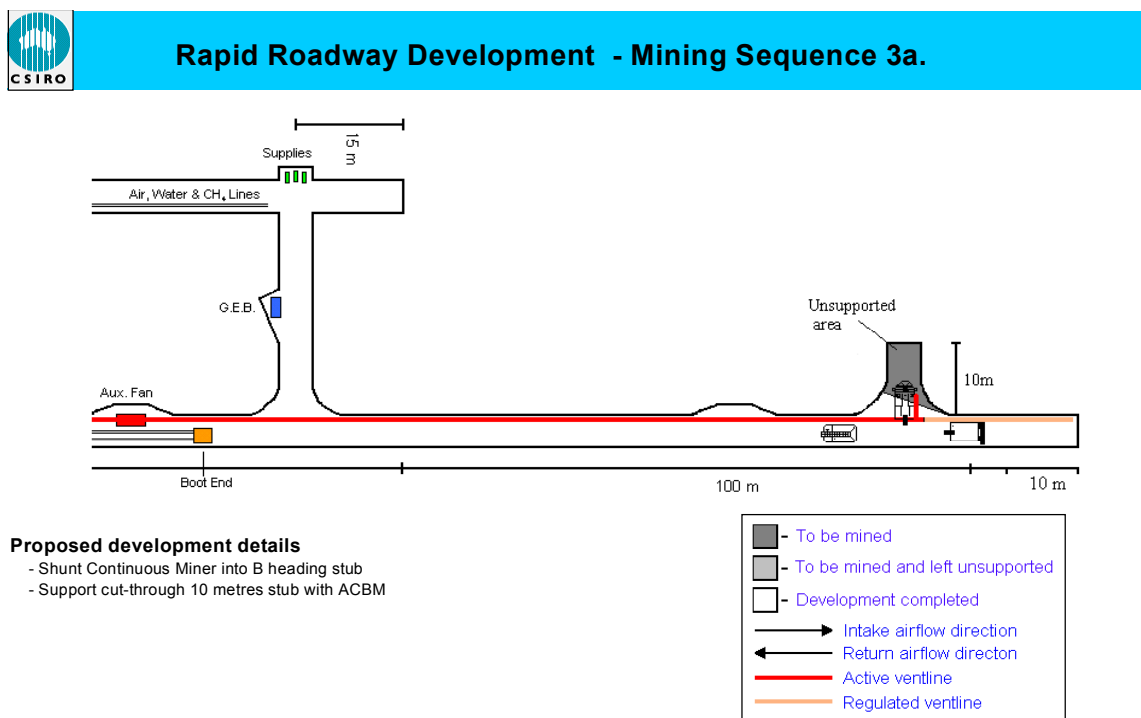 CSIRO
Rapid Roadway Development - Mining Sequence 3a.
15 m
Supplies
Air, Water & CH₄ Lines
G.E.B.
Unsupported
area
10m
Aux. Fan
Boot End
100 m
10 m
Proposed development details
- Shunt Continuous Miner into B heading stub
- Support cut-through 10 metres stub with ACBM
- To be mined
- To be mined and left unsupported
- Development completed
Intake airflow direction
Return airflow directon
Active ventline
Regulated ventline